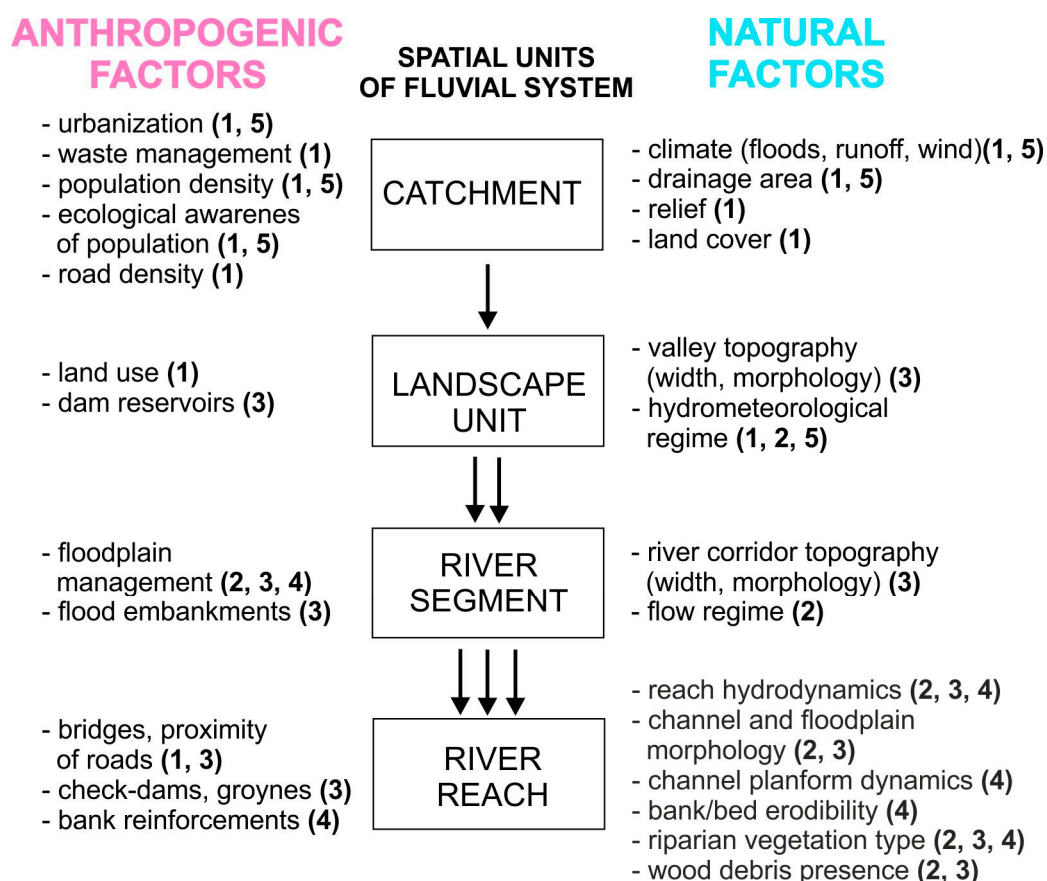 ANTHROPOGENIC
FACTORS
SPATIAL UNITS
OF FLUVIAL SYSTEM
NATURAL
FACTORS
- urbanization (1, 5)
- waste management (1)
- population density (1, 5)
- ecological awarenes
of population (1, 5)
- road density (1)
CATCHMENT
- climate (floods, runoff, wind)(1, 5)
- drainage area (1, 5)
- relief (1)
- land cover (1)
- land use (1)
- dam reservoirs (3)
LANDSCAPE
UNIT
- valley topography
(width, morphology) (3)
- hydrometeorological
regime (1, 2, 5)
- floodplain
management (2, 3, 4)
- flood embankments (3)
RIVER
SEGMENT
- river corridor topography
(width, morphology) (3)
- flow regime (2)
- bridges, proximity
of roads (1, 3)
- check-dams, groynes (3)
- bank reinforcements (4)
RIVER
REACH
- reach hydrodynamics (2, 3, 4)
- channel and floodplain
morphology (2, 3)
- channel planform dynamics (4)
- bank/bed erodibility (4)
- riparian vegetation type (2, 3, 4)
- wood debris presence (2, 3)